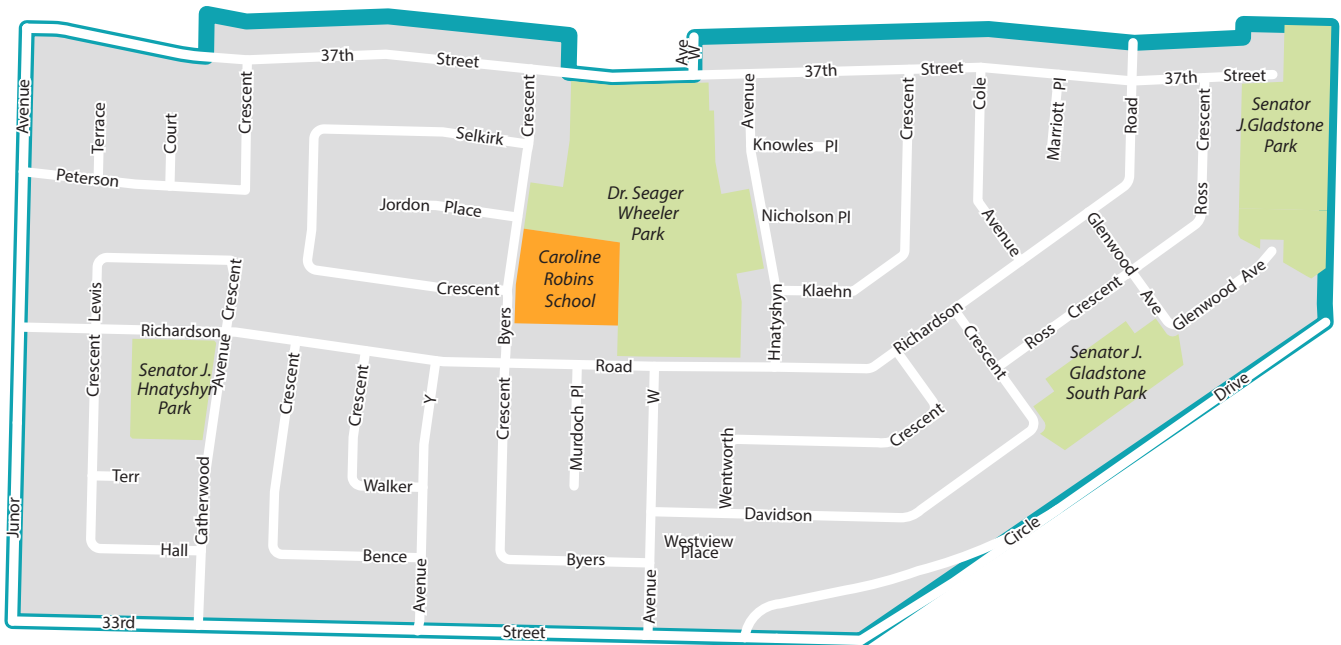 Ave
W
37th
Street
37th
Street
37th
Street
Avenue
Terrace
Court
Crescent
Crescent
Avenue
Crescent
Cole
Marriott Pl
Road
Crescent
Senator
J.Gladstone
Park
Selkirk
Knowles Pl
Peterson
Jordon Place
Dr. Seager
Wheeler
Park
Nicholson Pl
Avenue
Glenwood
Ross
Caroline
Robins
School
Crescent
Lewis
Crescent
Klaehn
Ave
Crescent
Glenwood Ave
Richardson
Byers
Hnatyshyn
Richardson
Ross
Crescent
Senator J.
Hnatyshyn
Park
Avenue
Crescent
Crescent
Crescent
Y
Crescent
Road
Murdoch Pl
W
Crescent
Senator J.
Gladstone
South Park
Drive
Terr
Catherwood
Walker
Wentworth
Davidson
Junor
Hall
Bence
Byers
Westview
Place
Circle
Avenue
Avenue
33rd
Street